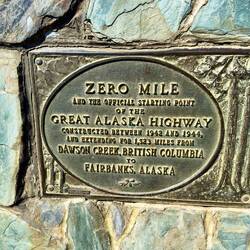 ZERO MILE
AND THE OFFICIAL STARTING POINT
OF THE
GREAT ALASKA HIGHWAY
CONSTRUCTED BETWEEN 1942 AND 1944,
AND EXTENDING FOR 1,523 MILES FROM
DAWSON CREEK, BRITISH COLUMBIA
TO
FAIRBANKS, ALASKA